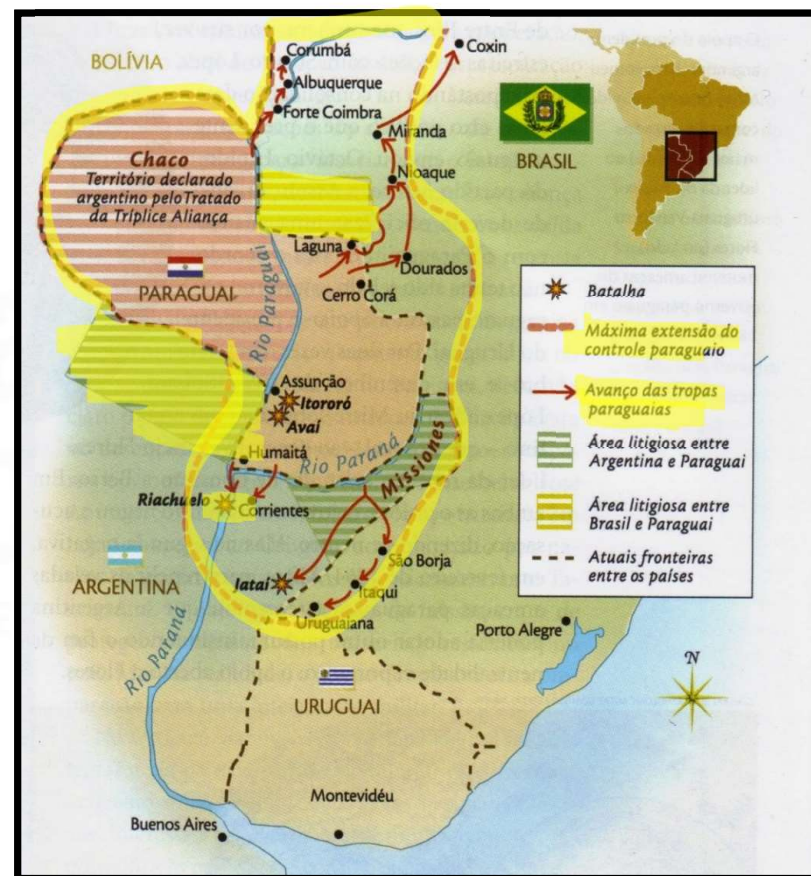 BOLÍVIA
Corumbá
Coxin
Albuquerque
Forte Coimbra
Miranda
BRASIL
Chaco
Território declarado
argentino pelo Tratado
da Tríplice Aliança
Nioaque
Laguna
Dourados
PARAGUAI
Rio Paraguai
Cerro Corá
Assunção
Itororó
Avaí
Humaitá
Rio Paraná
Missiones
Riachuelo
Corrientes
ARGENTINA
São Borja
Iataí
Itaqui
Uruguaiana
Rio Paraná
Porto Alegre
URUGUAI
Montevidéu
Buenos Aires
N
Batalha
Máxima extensão do
controle paraguaio
Avanço das tropas
paraguaias
Área litigiosa entre
Argentina e Paraguai
Área litigiosa entre
Brasil e Paraguai
Atuais fronteiras
entre os países